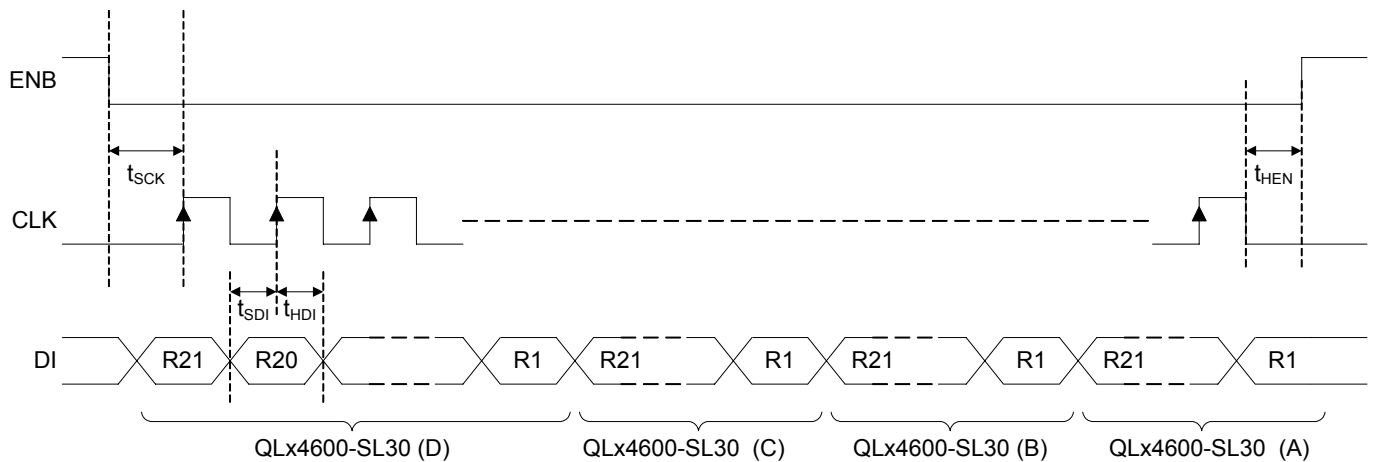 ENB
tSCK
tHEN
CLK
tSDI
tHDI
DI
R21
R20
R1
R21
R1
R21
R1
R21
R1
QLx4600-SL30 (D)
QLx4600-SL30 (C)
QLx4600-SL30 (B)
QLx4600-SL30 (A)